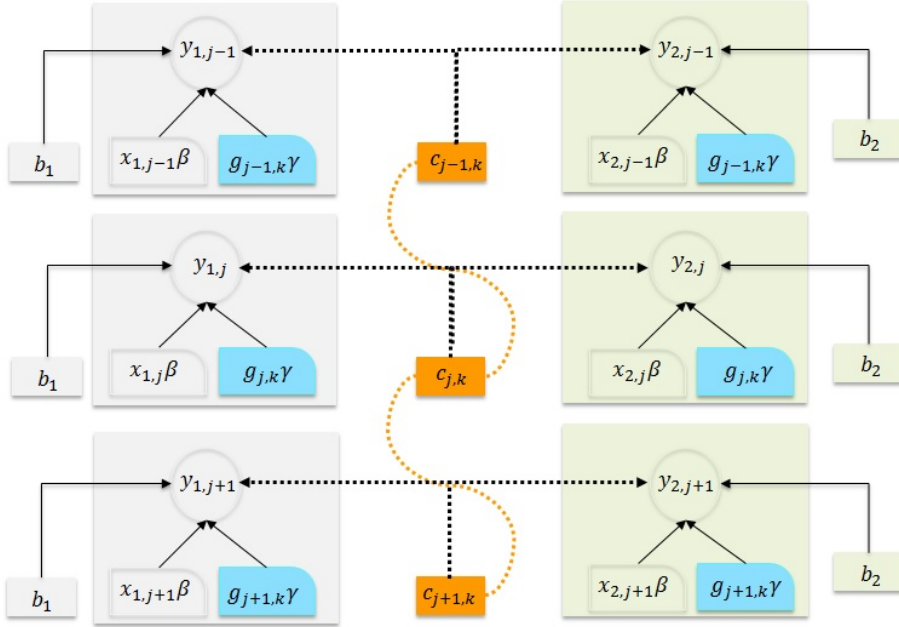 y₁,ⱼ₋₁ y₂,ⱼ₋₁
b₁ x₁,ⱼ₋₁β gⱼ₋₁,ₖγ cⱼ₋₁,ₖ x₂,ⱼ₋₁β gⱼ₋₁,ₖγ b₂
y₁,ⱼ y₂,ⱼ
b₁ x₁,ⱼβ gⱼ,ₖγ cⱼ,ₖ x₂,ⱼβ gⱼ,ₖγ b₂
y₁,ⱼ₊₁ y₂,ⱼ₊₁
b₁ x₁,ⱼ₊₁β gⱼ₊₁,ₖγ cⱼ₊₁,ₖ x₂,ⱼ₊₁β gⱼ₊₁,ₖγ b₂